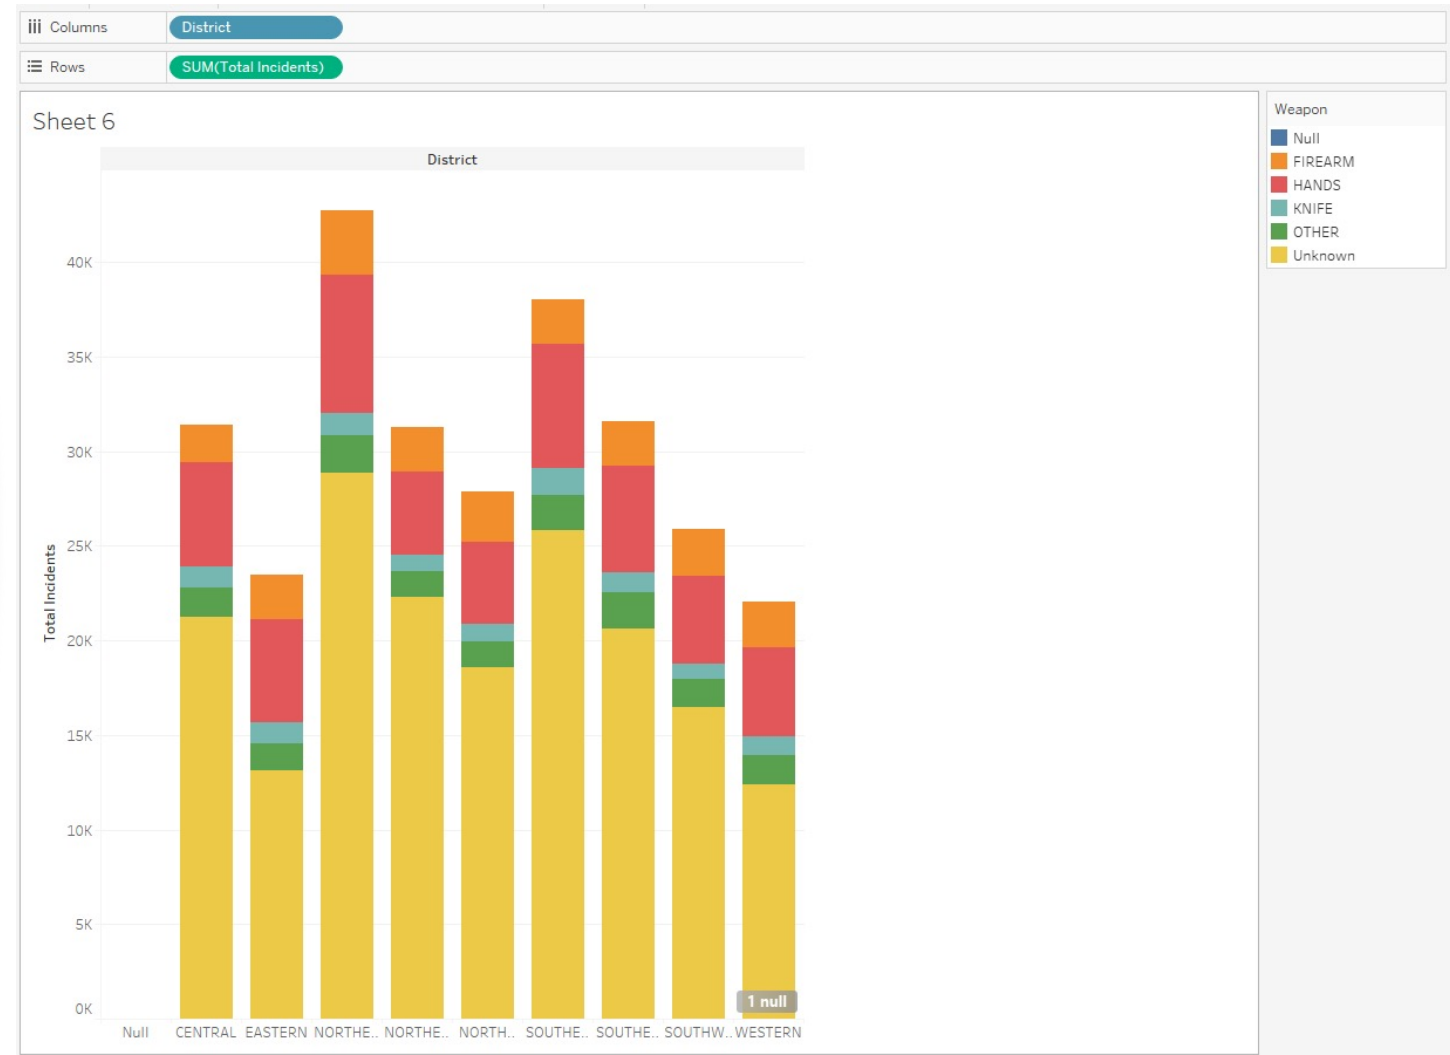 Columns
District
Rows
SUM(Total Incidents)
Sheet 6
District
Total Incidents
40K
35K
30K
25K
20K
15K
10K
5K
0K
1 null
Null CENTRAL EASTERN NORTHE.. NORTHE.. NORTH.. SOUTHE.. SOUTHE.. SOUTHW.. WESTERN
Weapon
Null
FIREARM
HANDS
KNIFE
OTHER
Unknown